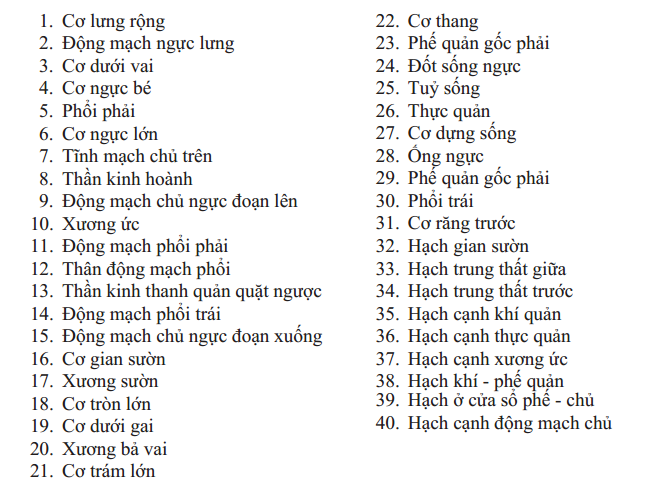 1. Cơ lưng rộng
2. Động mạch ngực lưng
3. Cơ dưới vai
4. Cơ ngực bé
5. Phổi phải
6. Cơ ngực lớn
7. Tĩnh mạch chủ trên
8. Thần kinh hoành
9. Động mạch chủ ngực đoạn lên
10. Xương ức
11. Động mạch phổi phải
12. Thân động mạch phổi
13. Thần kinh thanh quản quặt ngược
14. Động mạch phổi trái
15. Động mạch chủ ngực đoạn xuống
16. Cơ gian sườn
17. Xương sườn
18. Cơ tròn lớn
19. Cơ dưới gai
20. Xương bả vai
21. Cơ trám lớn
22. Cơ thang
23. Phế quản gốc phải
24. Đốt sống ngực
25. Tuỷ sống
26. Thực quản
27. Cơ dựng sống
28. Ống ngực
29. Phế quản gốc phải
30. Phổi trái
31. Cơ răng trước
32. Hạch gian sườn
33. Hạch trung thất giữa
34. Hạch trung thất trước
35. Hạch cạnh khí quản
36. Hạch cạnh thực quản
37. Hạch cạnh xương ức
38. Hạch khí - phế quản
39. Hạch ở cửa sổ phế - chủ
40. Hạch cạnh động mạch chủ